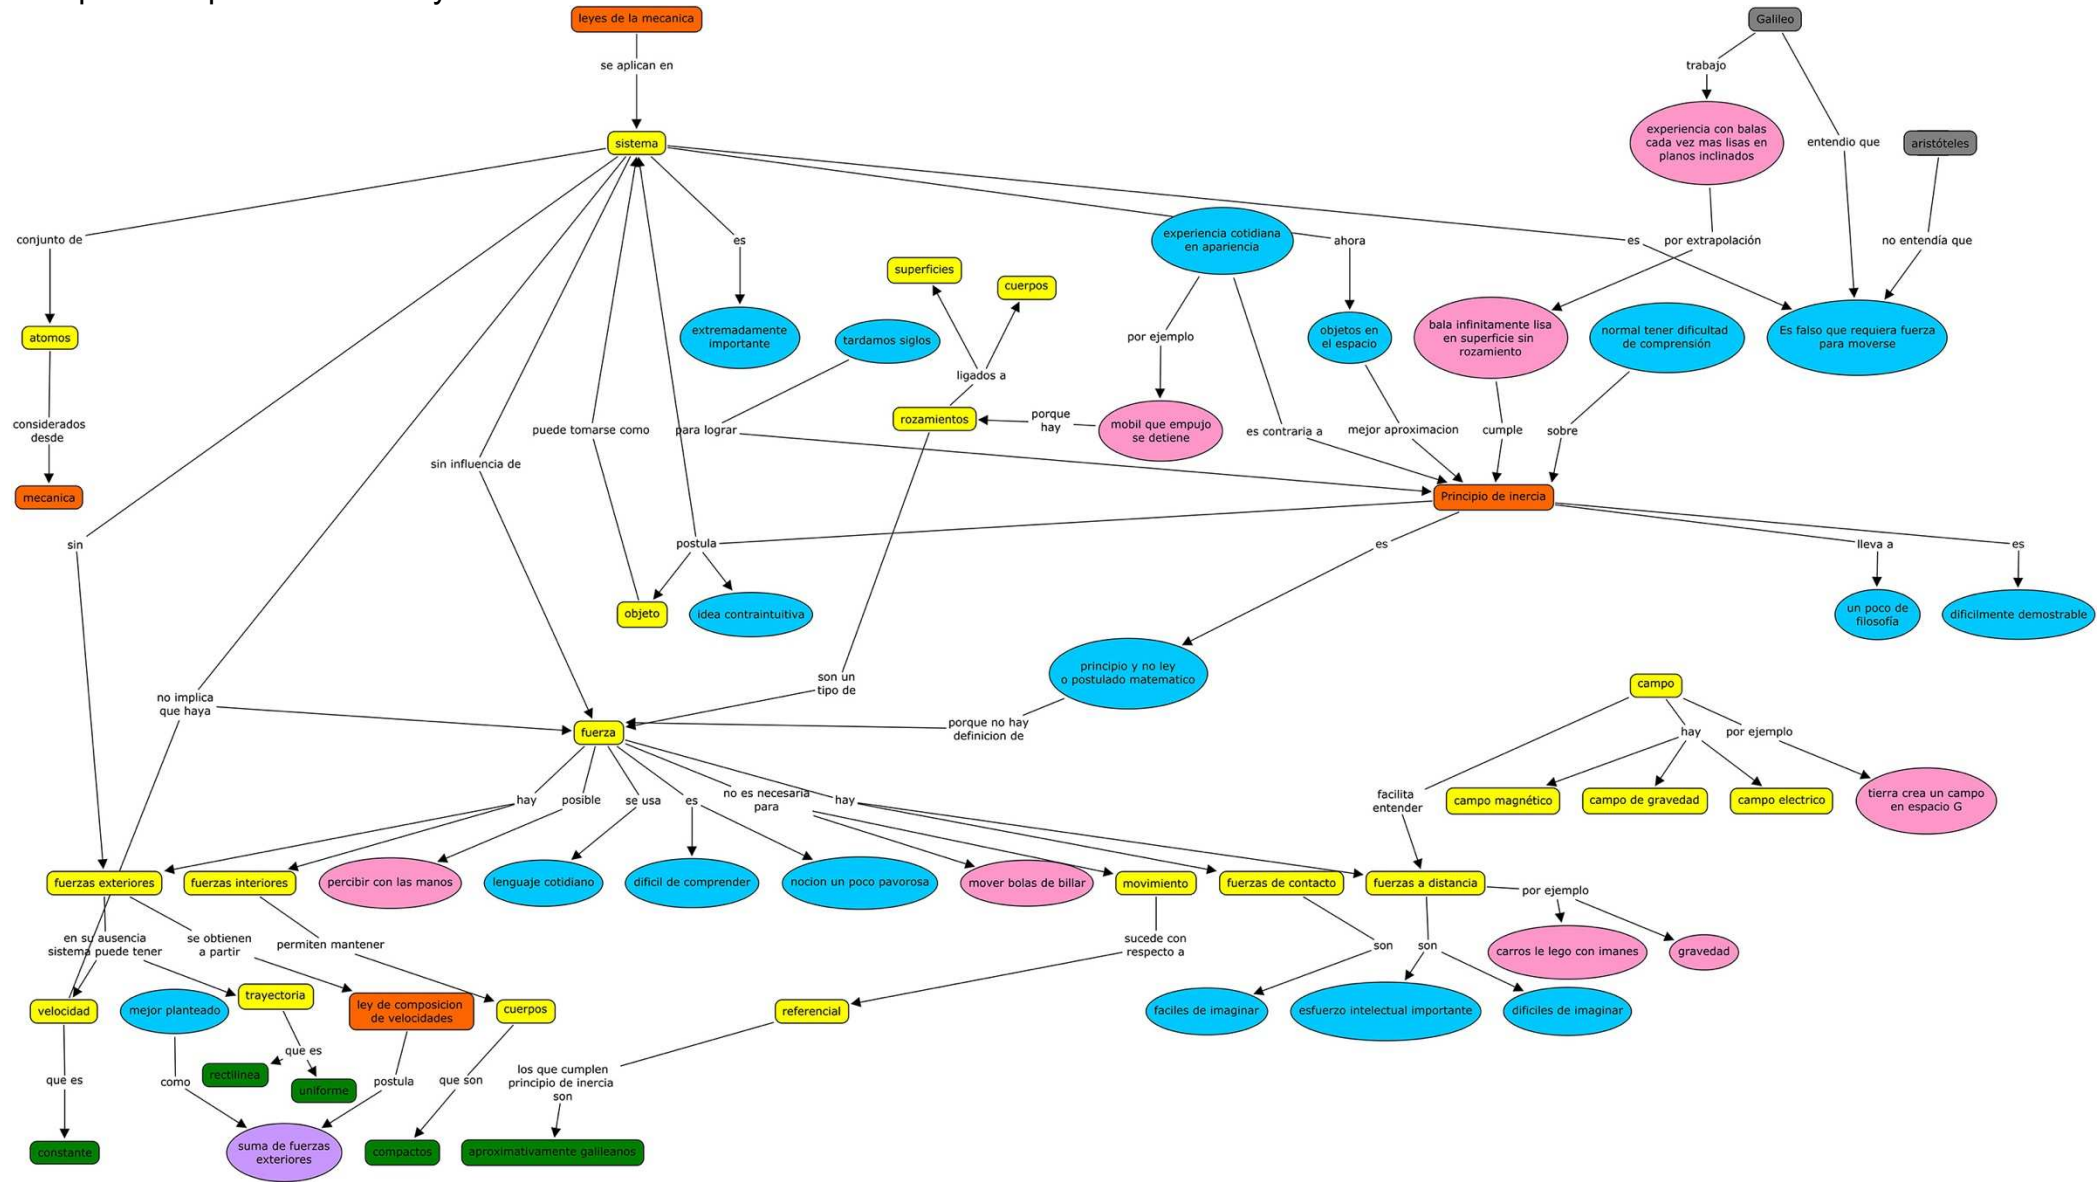 leyes de la mecanica
Galileo
se aplican en
trabajo
experiencia con balas
cada vez mas lisas en
planos inclinados
entendio que
aristóteles
sistema
conjunto de
es
experiencia cotidiana
en apariencia
ahora
es
por extrapolación
no entendía que
superficies
cuerpos
atomos
extremadamente
importante
tardamos siglos
por ejemplo
objetos en
el espacio
bala infinitamente lisa
en superficie sin
rozamiento
normal tener dificultad
de comprensión
Es falso que requiera fuerza
para moverse
ligados a
considerados
desde
puede tomarse como
para lograr
rozamientos
porque
hay
mobil que empujo
se detiene
es contraria a
mejor aproximacion
cumple
sobre
sin influencia de
mecanica
Principio de inercia
sin
postula
es
lleva a
es
objeto
idea contraintuitiva
un poco de
filosofía
dificilmente demostrable
no implica
que haya
son un
tipo de
principio y no ley
o postulado matematico
campo
fuerza
porque no hay
definicion de
hay
por ejemplo
hay
posible
se usa
es
no es necesaria
para
hay
facilita
entender
campo magnético
campo de gravedad
campo electrico
tierra crea un campo
en espacio G
fuerzas exteriores
fuerzas interiores
percibir con las manos
lenguaje cotidiano
dificil de comprender
nocion un poco pavorosa
mover bolas de billar
movimiento
fuerzas de contacto
fuerzas a distancia
por ejemplo
en su ausencia
sistema puede tener
se obtienen
a partir
permiten mantener
sucede con
respecto a
son
son
carros le lego con imanes
gravedad
velocidad
mejor planteado
trayectoria
ley de composicion
de velocidades
cuerpos
referencial
faciles de imaginar
esfuerzo intelectual importante
dificiles de imaginar
que es
que es
rectilinea
uniforme
como
postula
que son
los que cumplen
principio de inercia
son
constante
suma de fuerzas
exteriores
compactos
aproximativamente galileanos